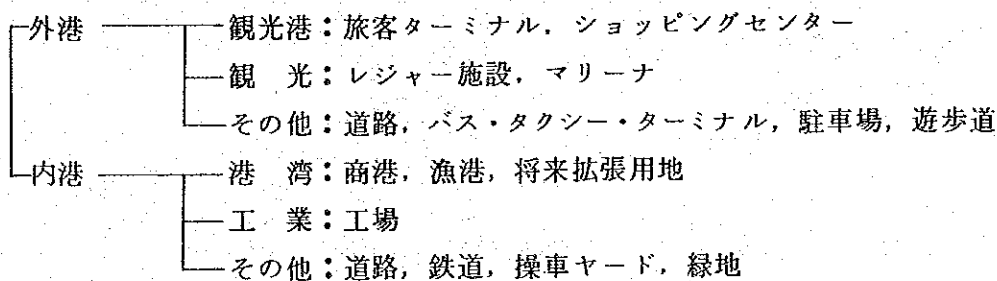 外港 観光港：旅客ターミナル，ショッピングセンター
観　光：レジャー施設，マリーナ
その他：道路，バス・タクシー・ターミナル，駐車場，遊歩道
内港 港　湾：商港，漁港，将来拡張用地
工　業：工場
その他：道路，鉄道，操車ヤード，緑地